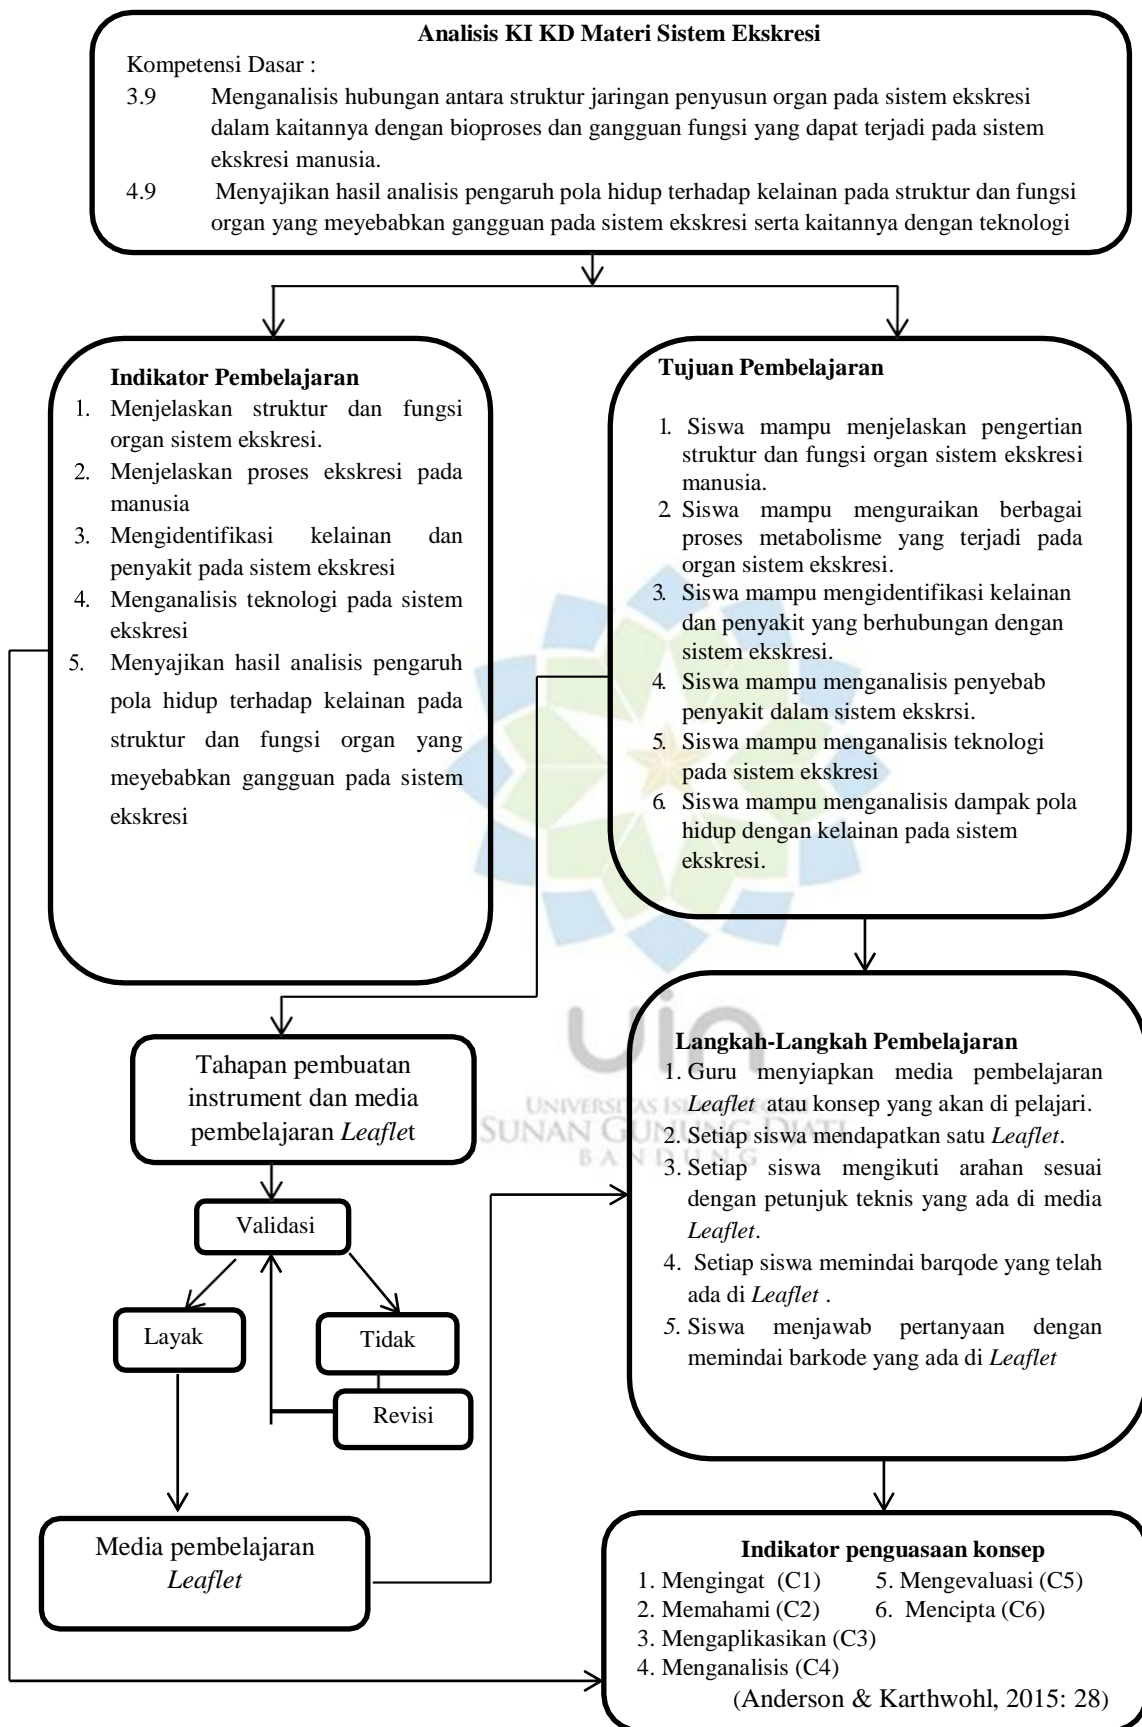 Analisis KI KD Materi Sistem Ekskresi
Kompetensi Dasar :
3.9 Menganalisis hubungan antara struktur jaringan penyusun organ pada sistem ekskresi
dalam kaitannya dengan bioproses dan gangguan fungsi yang dapat terjadi pada sistem
ekskresi manusia.
4.9 Menyajikan hasil analisis pengaruh pola hidup terhadap kelainan pada struktur dan fungsi
organ yang meyebabkan gangguan pada sistem ekskresi serta kaitannya dengan teknologi
Indikator Pembelajaran
1. Menjelaskan struktur dan fungsi
organ sistem ekskresi.
2. Menjelaskan proses ekskresi pada
manusia
3. Mengidentifikasi kelainan dan
penyakit pada sistem ekskresi
4. Menganalisis teknologi pada sistem
ekskresi
5. Menyajikan hasil analisis pengaruh
pola hidup terhadap kelainan pada
struktur dan fungsi organ yang
meyebabkan gangguan pada sistem
ekskresi
Tujuan Pembelajaran
1. Siswa mampu menjelaskan pengertian
struktur dan fungsi organ sistem ekskresi
manusia.
2. Siswa mampu menguraikan berbagai
proses metabolisme yang terjadi pada
organ sistem ekskresi.
3. Siswa mampu mengidentifikasi kelainan
dan penyakit yang berhubungan dengan
sistem ekskresi.
4. Siswa mampu menganalisis penyebab
penyakit dalam sistem ekskrsi.
5. Siswa mampu menganalisis teknologi
pada sistem ekskresi
6. Siswa mampu menganalisis dampak pola
hidup dengan kelainan pada sistem
ekskresi.
Tahapan pembuatan
instrument dan media
pembelajaran Leaflet
Validasi
Layak
Tidak
Revisi
Media pembelajaran
Leaflet
uin
UNIVERSITAS ISLAM NEGERI
SUNAN GUNUNG DJATI
BANDUNG
Langkah-Langkah Pembelajaran
1. Guru menyiapkan media pembelajaran
Leaflet atau konsep yang akan di pelajari.
2. Setiap siswa mendapatkan satu Leaflet.
3. Setiap siswa mengikuti arahan sesuai
dengan petunjuk teknis yang ada di media
Leaflet.
4. Setiap siswa memindai barqode yang telah
ada di Leaflet .
5. Siswa menjawab pertanyaan dengan
memindai barkode yang ada di Leaflet
Indikator penguasaan konsep
1. Mengingat (C1) 5. Mengevaluasi (C5)
2. Memahami (C2) 6. Mencipta (C6)
3. Mengaplikasikan (C3)
4. Menganalisis (C4)
(Anderson & Karthwohl, 2015: 28)